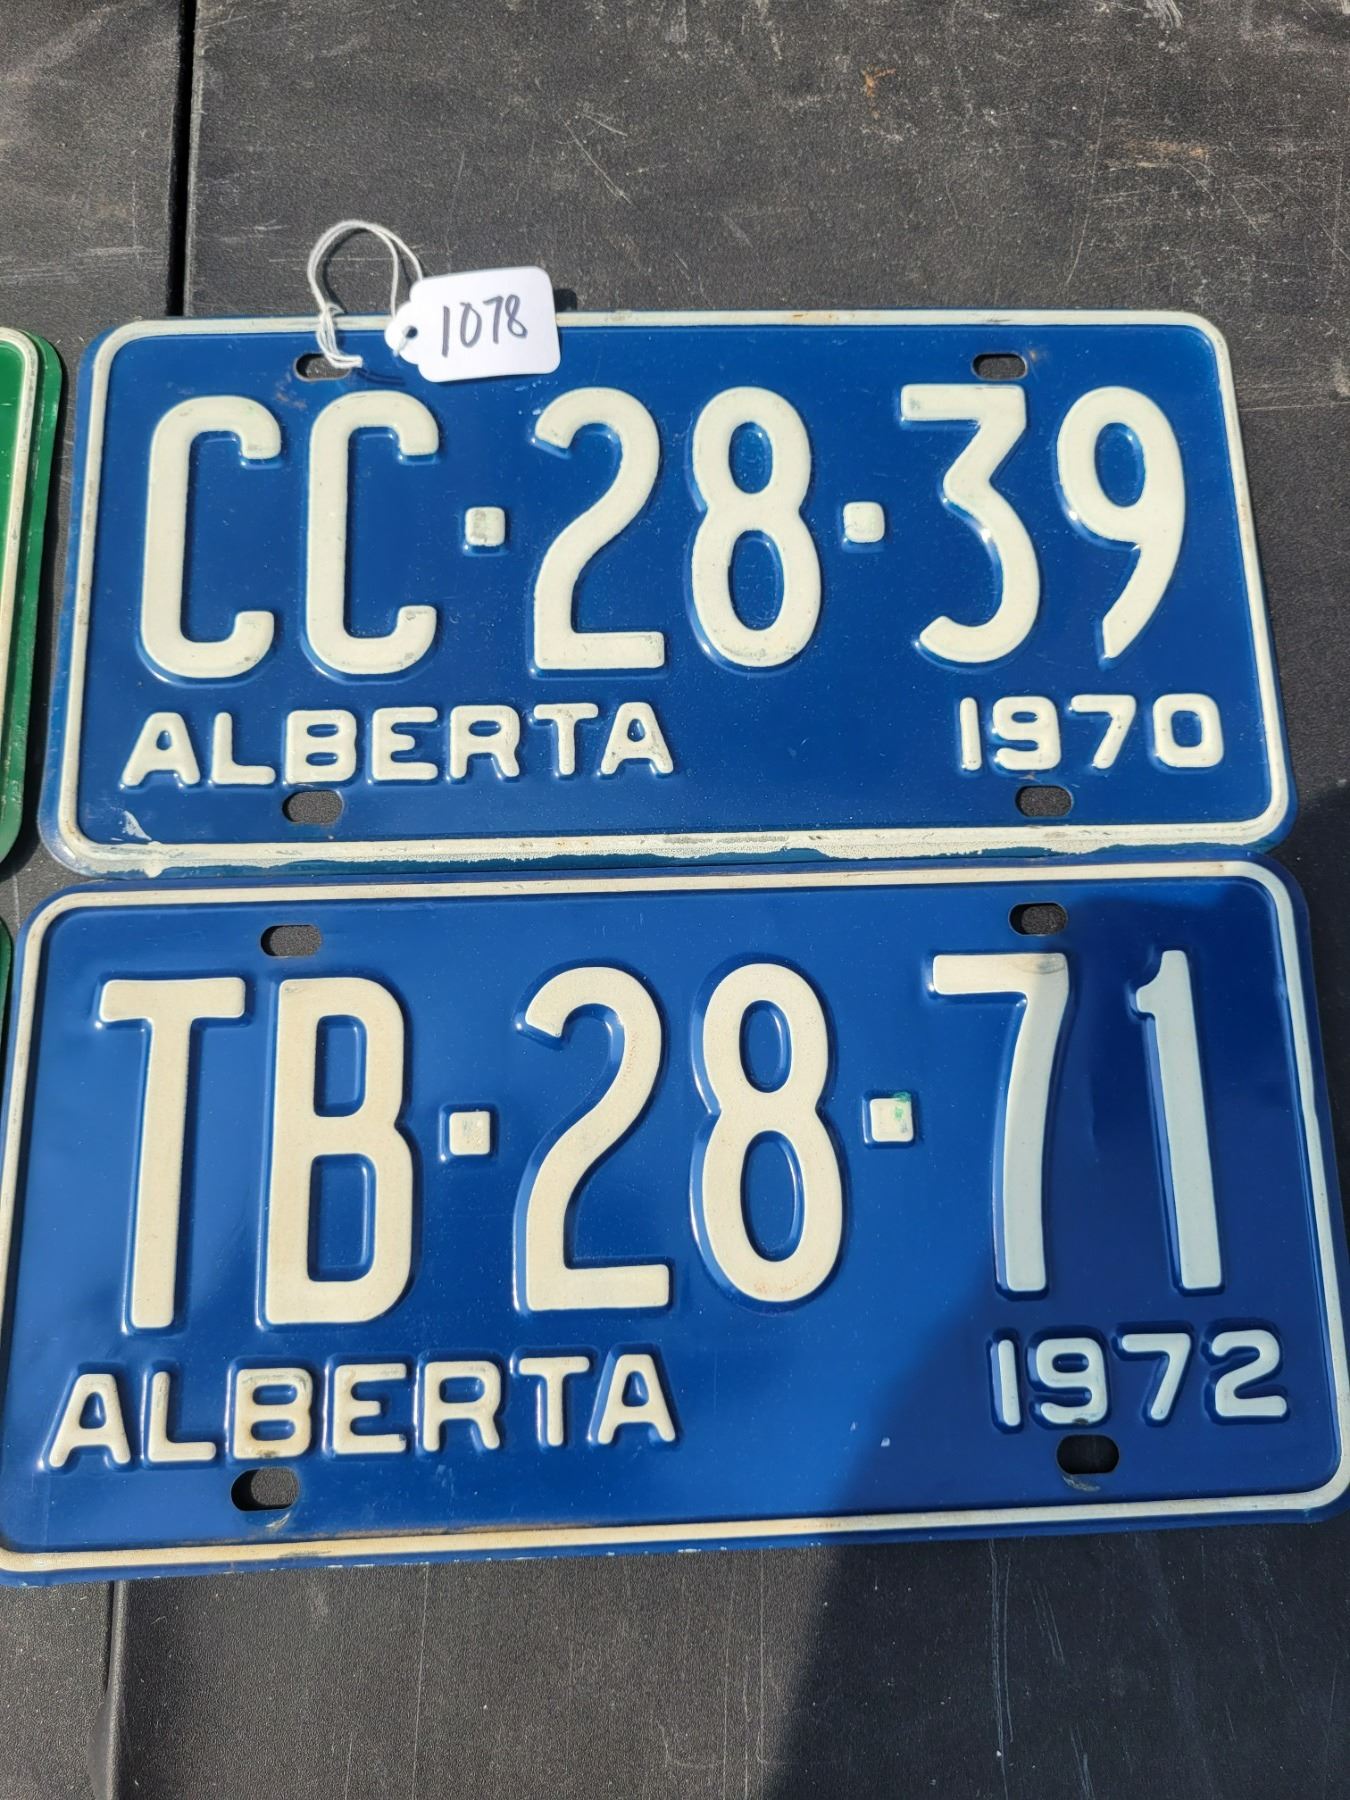 1078
CC·28·39
ALBERTA 1970
TB·28·71
ALBERTA 1972